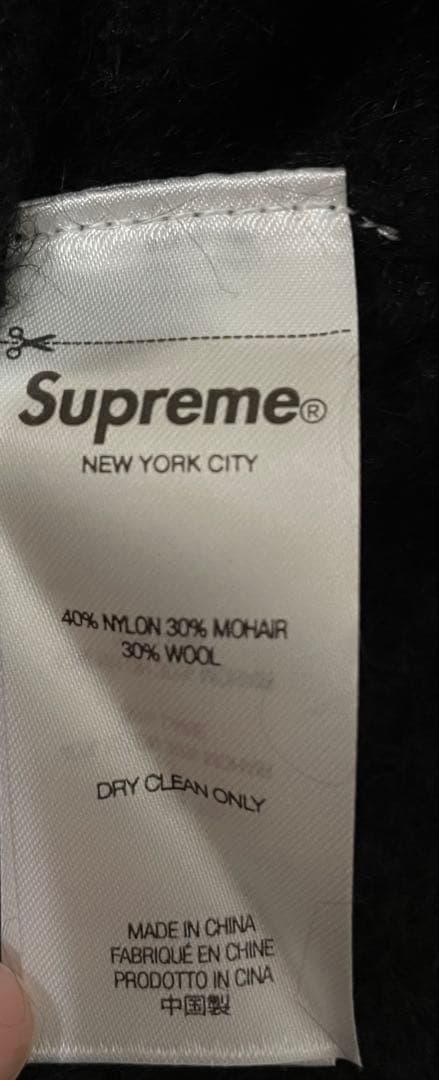 Supreme®
NEW YORK CITY
40% NYLON 30% MOHAIR
30% WOOL
DRY CLEAN ONLY
MADE IN CHINA
FABRIQUÉ EN CHINE
PRODOTTO IN CINA
中国製